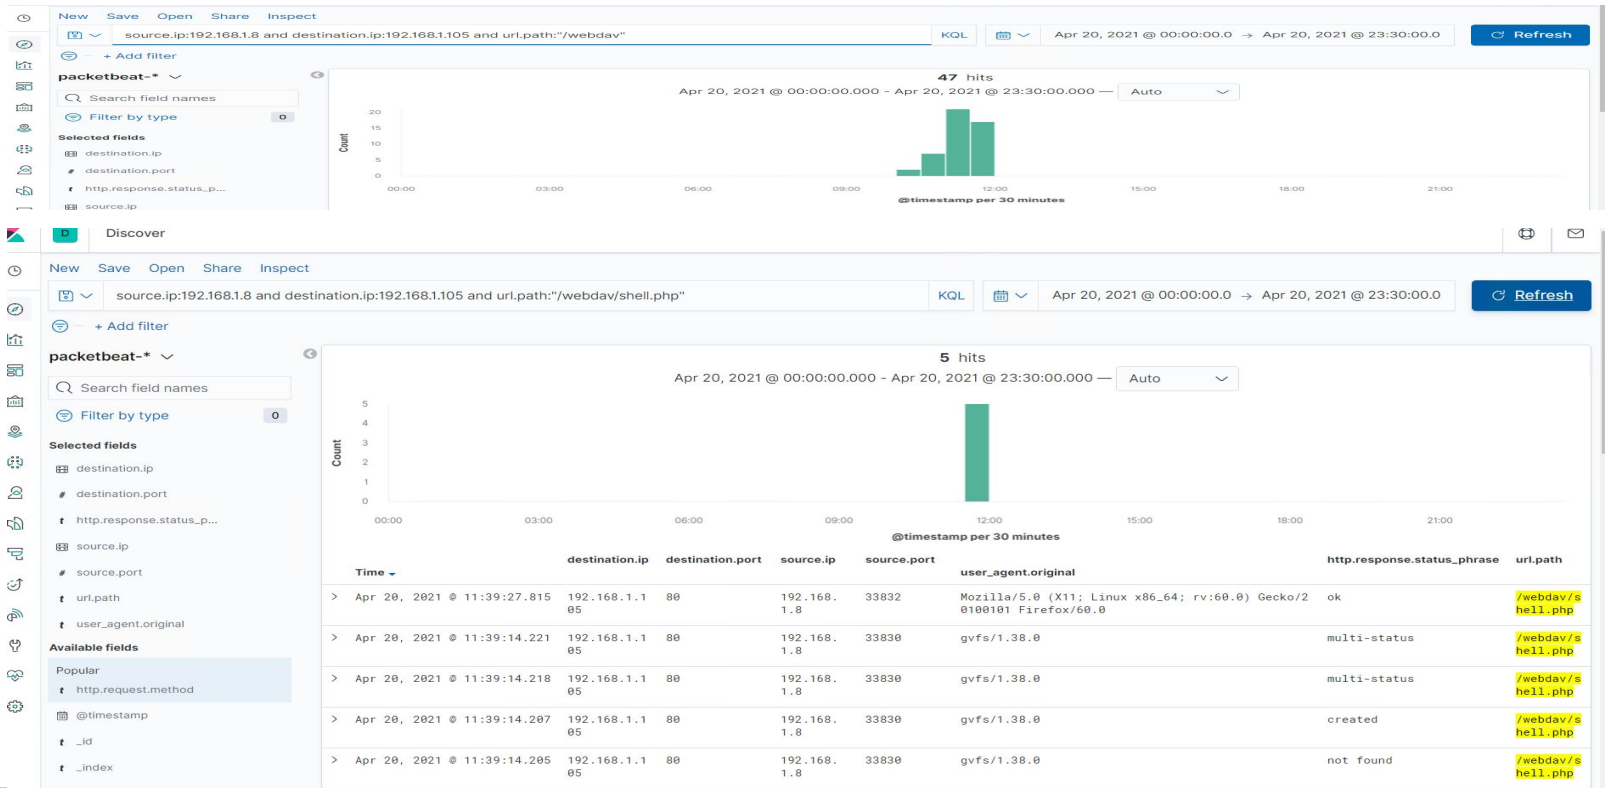 New Save Open Share Inspect
source.ip:192.168.1.8 and destination.ip:192.168.1.105 and url.path:"/webdav" KQL Apr 20, 2021 @ 00:00:00.0 → Apr 20, 2021 @ 23:30:00.0 Refresh
+ Add filter
packetbeat-* 47 hits
Apr 20, 2021 @ 00:00:00.000 - Apr 20, 2021 @ 23:30:00.000 — Auto
Search field names
Filter by type 0
Selected fields
destination.ip
# destination.port
t http.response.status_p...
source.ip
Count
20
15
10
5
0
00:00 03:00 06:00 09:00 12:00 15:00 18:00 21:00
@timestamp per 30 minutes
D Discover
New Save Open Share Inspect
source.ip:192.168.1.8 and destination.ip:192.168.1.105 and url.path:"/webdav/shell.php" KQL Apr 20, 2021 @ 00:00:00.0 → Apr 20, 2021 @ 23:30:00.0 Refresh
+ Add filter
packetbeat-* 5 hits
Apr 20, 2021 @ 00:00:00.000 - Apr 20, 2021 @ 23:30:00.000 — Auto
Search field names
Filter by type 0
Selected fields
destination.ip
# destination.port
t http.response.status_p...
source.ip
# source.port
t url.path
t user_agent.original
Available fields
Popular
t http.request.method
@timestamp
t _id
t _index
Count
5
4
3
2
1
0
00:00 03:00 06:00 09:00 12:00 15:00 18:00 21:00
@timestamp per 30 minutes
Time destination.ip destination.port source.ip source.port user_agent.original http.response.status_phrase url.path
> Apr 20, 2021 @ 11:39:27.815 192.168.1.1 80 192.168. 33832 Mozilla/5.0 (X11; Linux x86_64; rv:60.0) Gecko/2 ok /webdav/s
05 1.8 0100101 Firefox/60.0 hell.php
> Apr 20, 2021 @ 11:39:14.221 192.168.1.1 80 192.168. 33830 gvfs/1.38.0 multi-status /webdav/s
05 1.8 hell.php
> Apr 20, 2021 @ 11:39:14.218 192.168.1.1 80 192.168. 33830 gvfs/1.38.0 multi-status /webdav/s
05 1.8 hell.php
> Apr 20, 2021 @ 11:39:14.207 192.168.1.1 80 192.168. 33830 gvfs/1.38.0 created /webdav/s
05 1.8 hell.php
> Apr 20, 2021 @ 11:39:14.205 192.168.1.1 80 192.168. 33830 gvfs/1.38.0 not found /webdav/s
05 1.8 hell.php